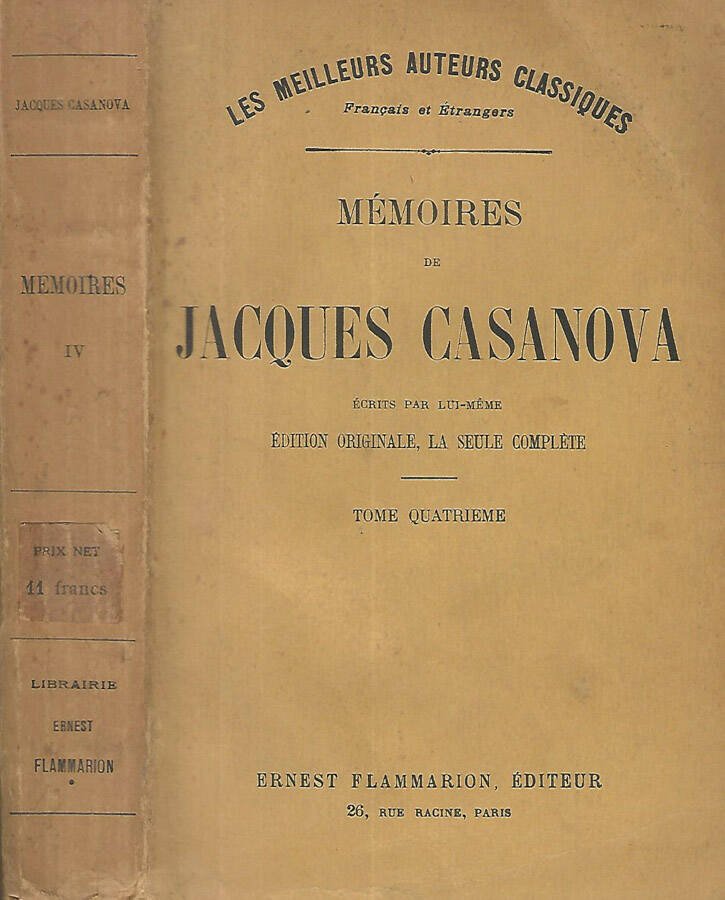 JACQUES CASANOVA
MEMOIRES
IV
PRIX NET
11 francs
LIBRAIRIE
ERNEST
FLAMMARION
LES MEILLEURS AUTEURS CLASSIQUES
Français et Étrangers
MÉMOIRES
DE
JACQUES CASANOVA
ÉCRITS PAR LUI-MÊME
ÉDITION ORIGINALE, LA SEULE COMPLÈTE
TOME QUATRIEME
ERNEST FLAMMARION, ÉDITEUR
26, RUE RACINE, PARIS